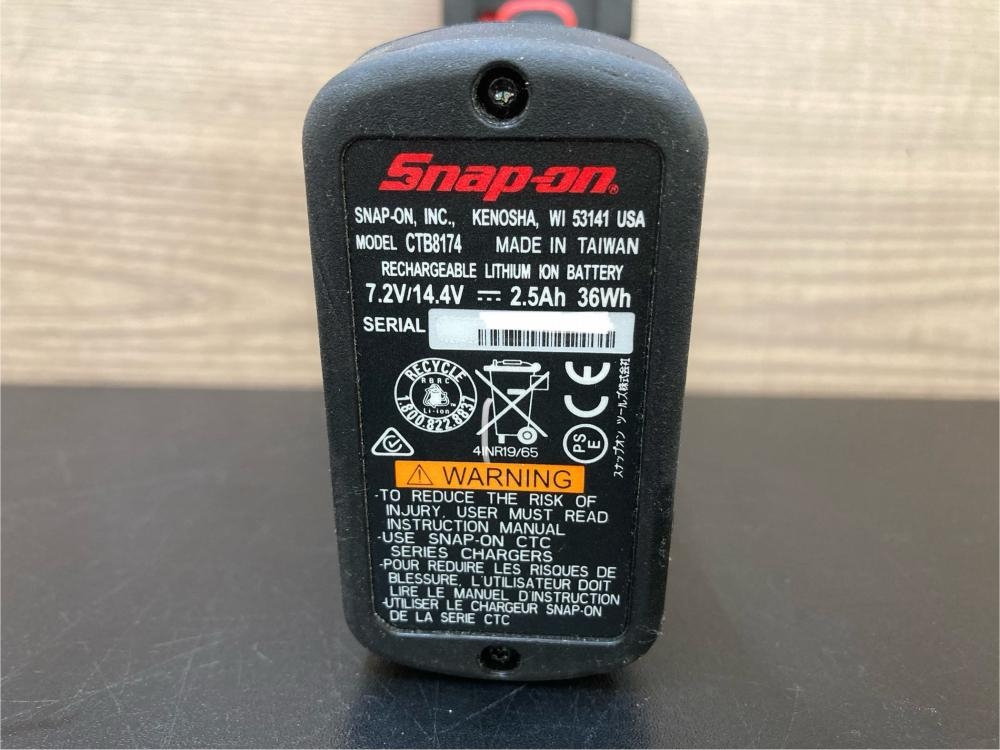 Snap-on®
SNAP-ON, INC., KENOSHA, WI 53141 USA
MODEL CTB8174 MADE IN TAIWAN
RECHARGEABLE LITHIUM ION BATTERY
7.2V/14.4V ⎓ 2.5Ah 36Wh
SERIAL
RECYCLE
RBRC
Li-ion
1.800.822.8837
4INR19/65
CE
PSE
スナップオン ツールズ株式会社
⚠ WARNING
-TO REDUCE THE RISK OF
INJURY, USER MUST READ
INSTRUCTION MANUAL
-USE SNAP-ON CTC
SERIES CHARGERS
-POUR REDUIRE LES RISQUES DE
BLESSURE, L'UTILISATEUR DOIT
LIRE LE MANUEL D'INSTRUCTION
-UTILISER LE CHARGEUR SNAP-ON
DE LA SERIE CTC